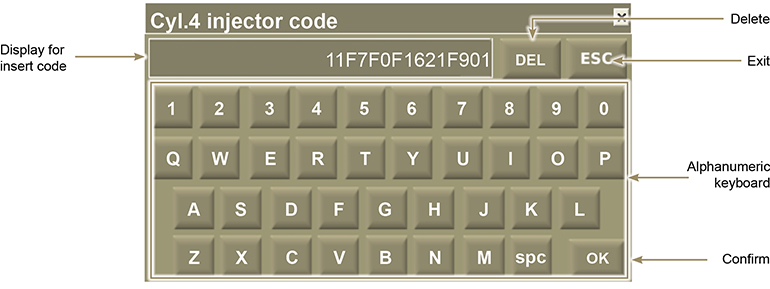 Cyl.4 injector code x
Delete
Display for
insert code
11F7F0F1621F901 DEL ESC
Exit
1 2 3 4 5 6 7 8 9 0
Q W E R T Y U I O P
Alphanumeric
keyboard
A S D F G H J K L
Z X C V B N M spc OK
Confirm